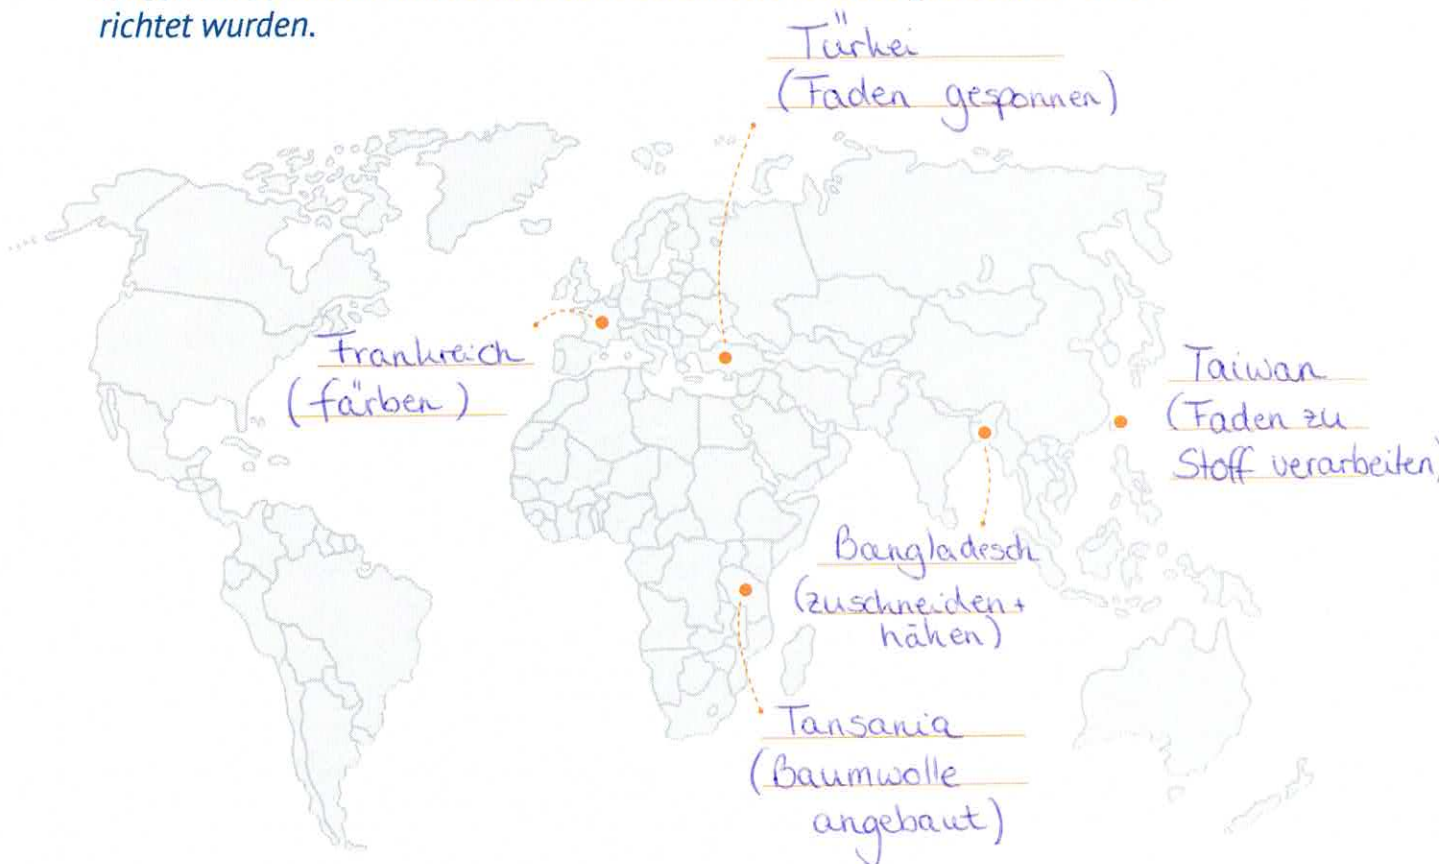 richtet wurden.
Türkei
(Faden gesponnen)
Frankreich
(färben)
Taiwan
(Faden zu
Stoff verarbeiten)
Bangladesch
(zuschneiden +
nähen)
Tansania
(Baumwolle
angebaut)